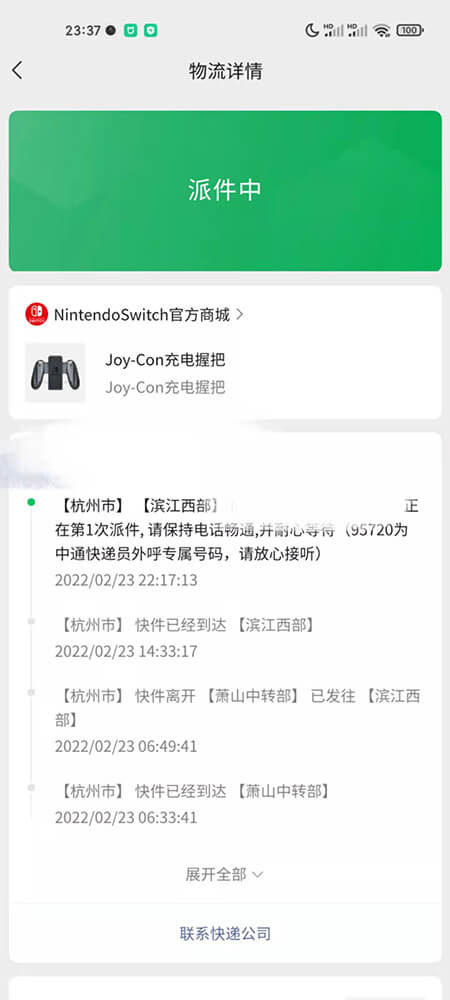 23:37
HD HD 100
物流详情
派件中
NintendoSwitch官方商城
Joy-Con充电握把
Joy-Con充电握把
【杭州市】 【滨江西部】 正
在第1次派件, 请保持电话畅通,并耐心等待（95720为
中通快递员外呼专属号码，请放心接听）
2022/02/23 22:17:13
【杭州市】 快件已经到达 【滨江西部】
2022/02/23 14:33:17
【杭州市】 快件离开 【萧山中转部】 已发往 【滨江西
部】
2022/02/23 06:49:41
【杭州市】 快件已经到达 【萧山中转部】
2022/02/23 06:33:41
展开全部
联系快递公司